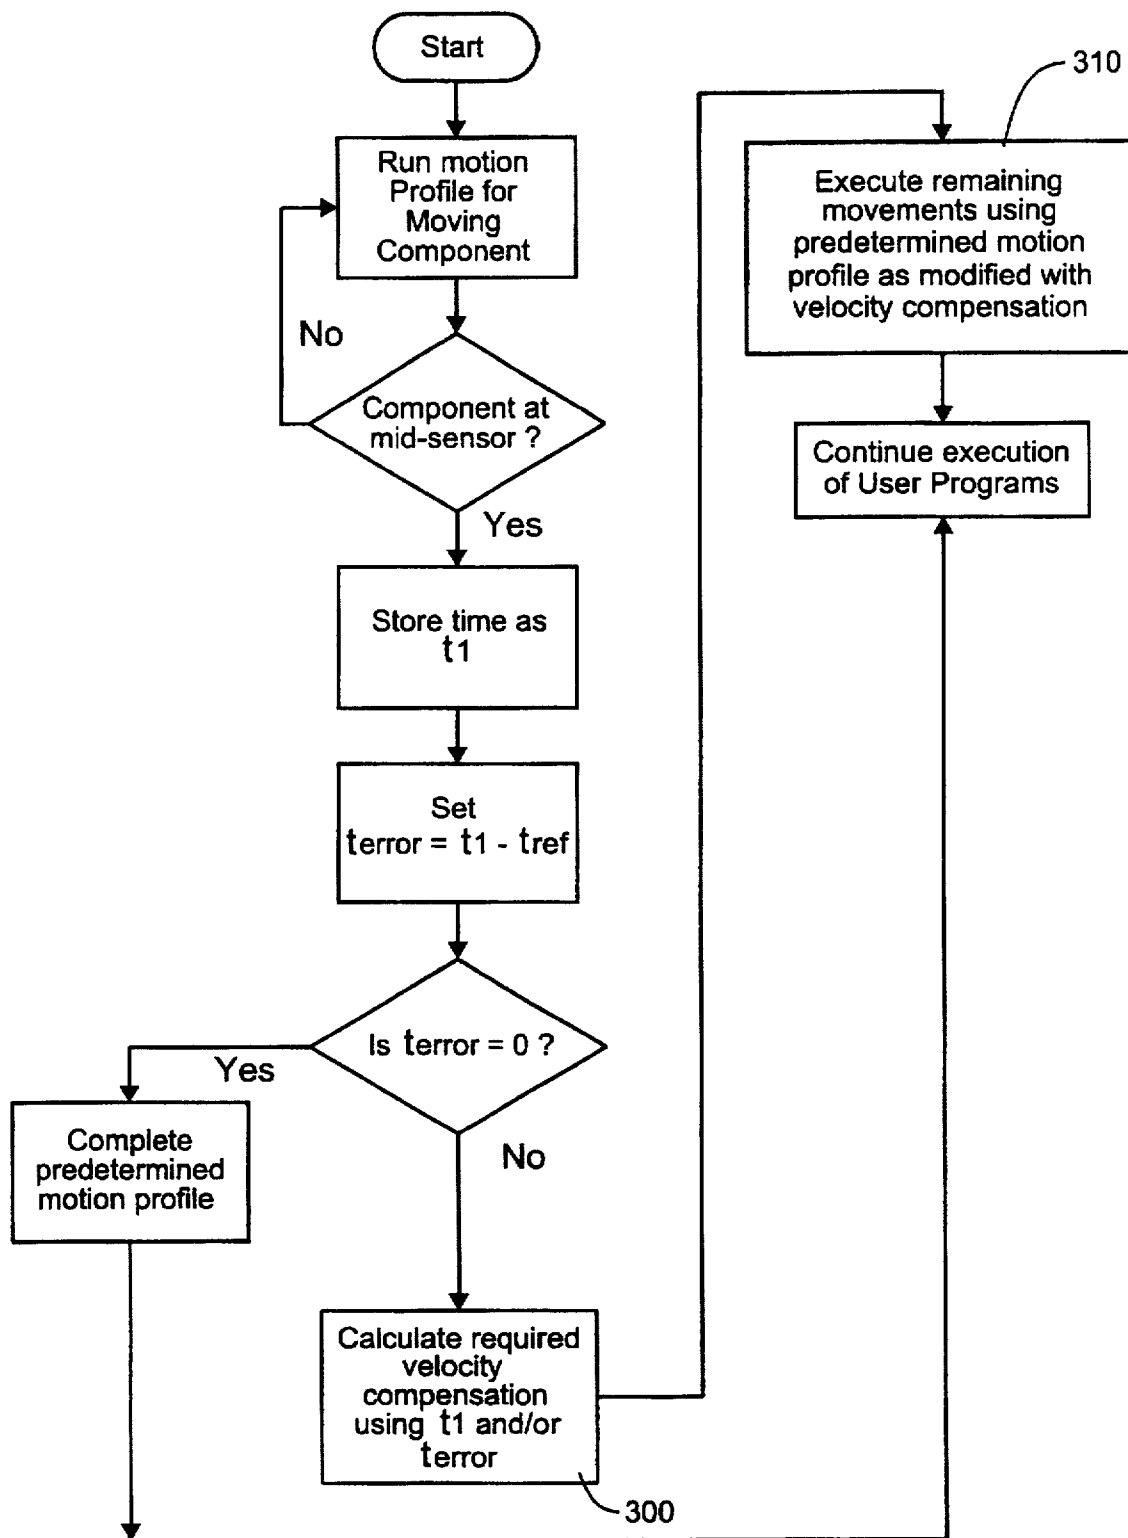 Start
Run motion
Profile for
Moving
Component
No
Component at
mid-sensor ?
Yes
Store time as
t1
Set
terror = t1 - tref
Is terror = 0 ?
Yes
Complete
predetermined
motion profile
No
Calculate required
velocity
compensation
using t1 and/or
terror
300
310
Execute remaining
movements using
predetermined motion
profile as modified with
velocity compensation
Continue execution
of User Programs